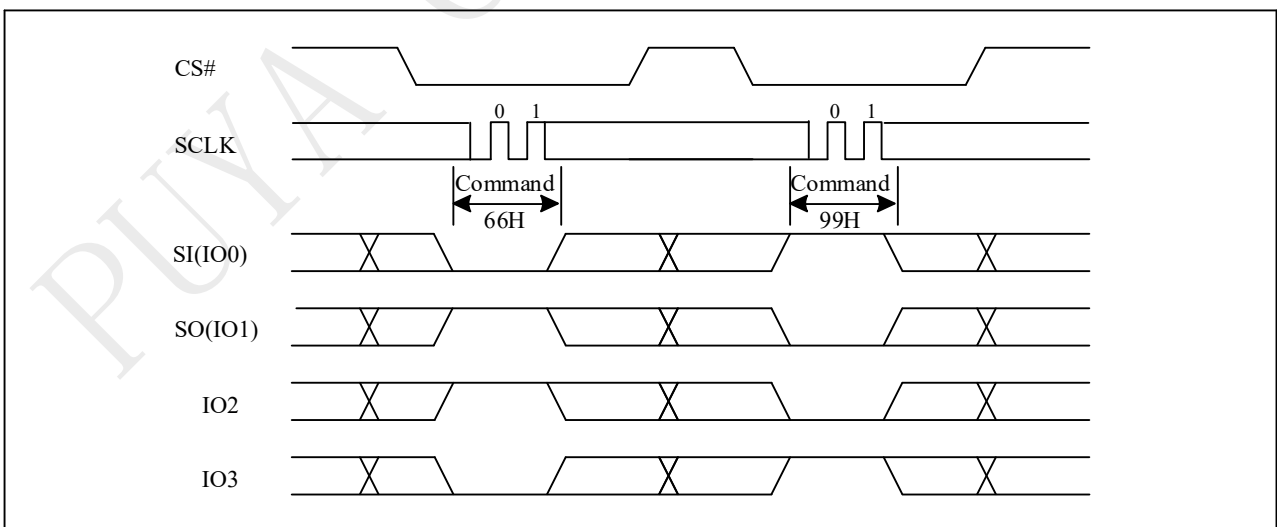 PUYA
CS#
0 1 0 1
SCLK
Command Command
66H 99H
SI(IO0)
SO(IO1)
IO2
IO3